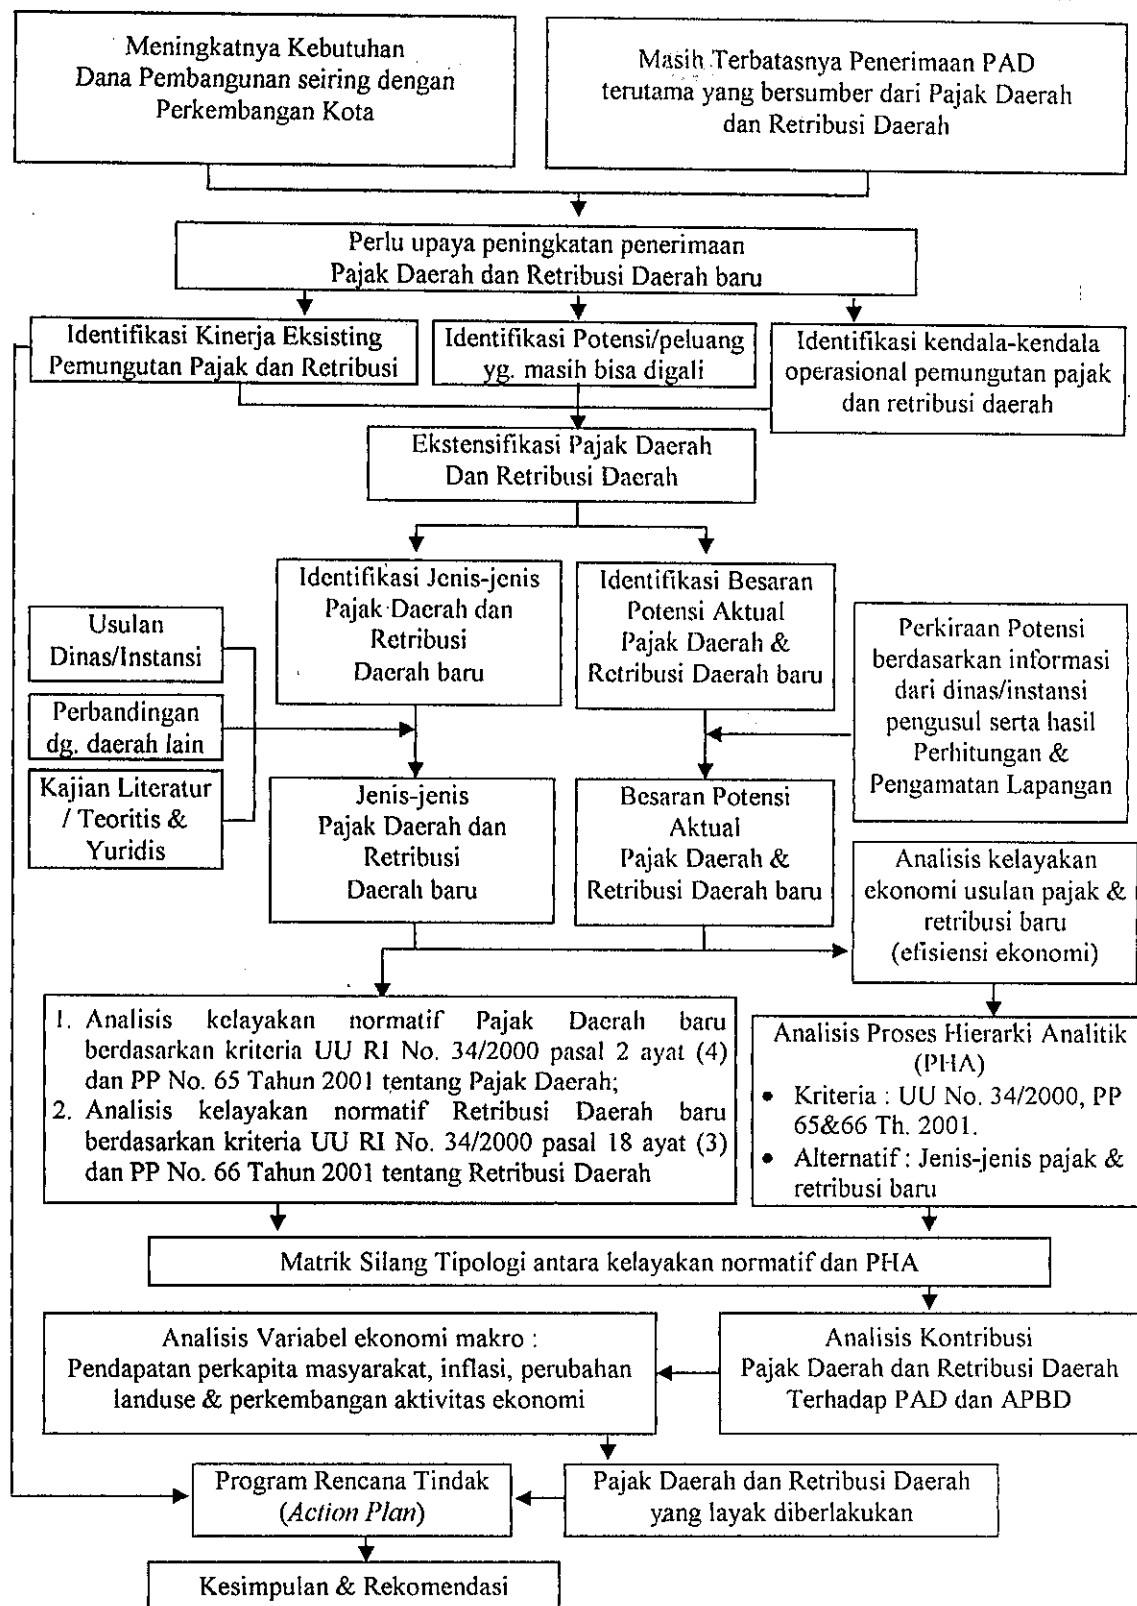 Meningkatnya Kebutuhan
Dana Pembangunan seiring dengan
Perkembangan Kota
Masih Terbatasnya Penerimaan PAD
terutama yang bersumber dari Pajak Daerah
dan Retribusi Daerah
Perlu upaya peningkatan penerimaan
Pajak Daerah dan Retribusi Daerah baru
Identifikasi Kinerja Eksisting
Pemungutan Pajak dan Retribusi
Identifikasi Potensi/peluang
yg. masih bisa digali
Identifikasi kendala-kendala
operasional pemungutan pajak
dan retribusi daerah
Ekstensifikasi Pajak Daerah
Dan Retribusi Daerah
Identifikasi Jenis-jenis
Pajak Daerah dan
Retribusi
Daerah baru
Identifikasi Besaran
Potensi Aktual
Pajak Daerah &
Retribusi Daerah baru
Usulan
Dinas/Instansi
Perbandingan
dg. daerah lain
Kajian Literatur
/ Teoritis &
Yuridis
Perkiraan Potensi
berdasarkan informasi
dari dinas/instansi
pengusul serta hasil
Perhitungan &
Pengamatan Lapangan
Jenis-jenis
Pajak Daerah dan
Retribusi
Daerah baru
Besaran Potensi
Aktual
Pajak Daerah &
Retribusi Daerah baru
Analisis kelayakan
ekonomi usulan pajak &
retribusi baru
(efisiensi ekonomi)
1. Analisis kelayakan normatif Pajak Daerah baru
berdasarkan kriteria UU RI No. 34/2000 pasal 2 ayat (4)
dan PP No. 65 Tahun 2001 tentang Pajak Daerah;
2. Analisis kelayakan normatif Retribusi Daerah baru
berdasarkan kriteria UU RI No. 34/2000 pasal 18 ayat (3)
dan PP No. 66 Tahun 2001 tentang Retribusi Daerah
Analisis Proses Hierarki Analitik
(PHA)
• Kriteria : UU No. 34/2000, PP
65&66 Th. 2001.
• Alternatif : Jenis-jenis pajak &
retribusi baru
Matrik Silang Tipologi antara kelayakan normatif dan PHA
Analisis Variabel ekonomi makro :
Pendapatan perkapita masyarakat, inflasi, perubahan
landuse & perkembangan aktivitas ekonomi
Analisis Kontribusi
Pajak Daerah dan Retribusi Daerah
Terhadap PAD dan APBD
Program Rencana Tindak
(Action Plan)
Pajak Daerah dan Retribusi Daerah
yang layak diberlakukan
Kesimpulan & Rekomendasi